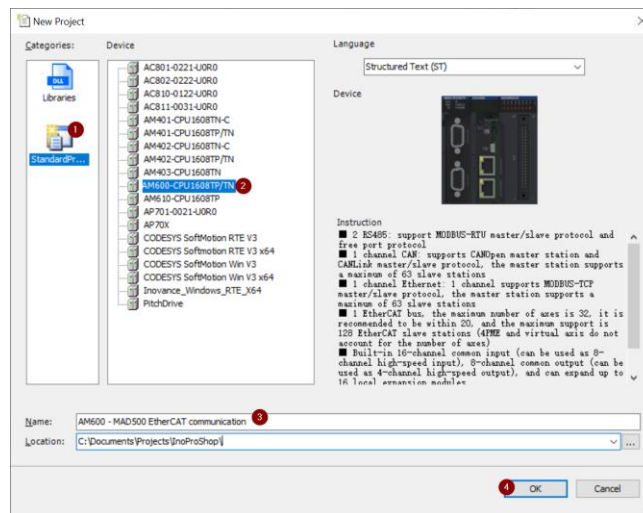 New Project
Categories:
Libraries
1
StandardPr...
Device
AC801-0221-U0R0
AC802-0222-U0R0
AC810-0122-U0R0
AC811-0031-U0R0
AM401-CPU1608TN-C
AM401-CPU1608TP/TN
AM402-CPU1608TN-C
AM402-CPU1608TP/TN
AM403-CPU1608TN
AM600-CPU1608TP/TN 2
AM610-CPU1608TP
AP701-0021-U0R0
AP70X
CODESYS SoftMotion RTE V3
CODESYS SoftMotion RTE V3 x64
CODESYS SoftMotion Win V3
CODESYS SoftMotion Win V3 x64
Inovance_Windows_RTE_X64
PitchDrive
Language
Structured Text (ST)
Device
Instruction
■ 2 RS485: support MODBUS-RTU master/slave protocol and
free port protocol
■ 1 channel CAN: supports CANOpen master station and
CANLink master/slave protocol, the master station supports
a maximum of 63 slave stations
■ 1 channel Ethernet: 1 channel supports MODBUS-TCP
master/slave protocol, the master station supports a
maximum of 63 slave stations
■ 1 EtherCAT bus, the maximum number of axes is 32, it is
recommended to be within 20, and the maximum support is
128 EtherCAT slave stations (4PME and virtual axis do not
account for the number of axes)
■ Built-in 16-channel common input (can be used as 8-
channel high-speed input), 8-channel common output (can be
used as 4-channel high-speed output), and can expand up to
16 local expansion modules
Name: AM600 - MAD500 EtherCAT communication 3
Location: C:\Documents\Projects\InoProShop\ ...
4 OK Cancel